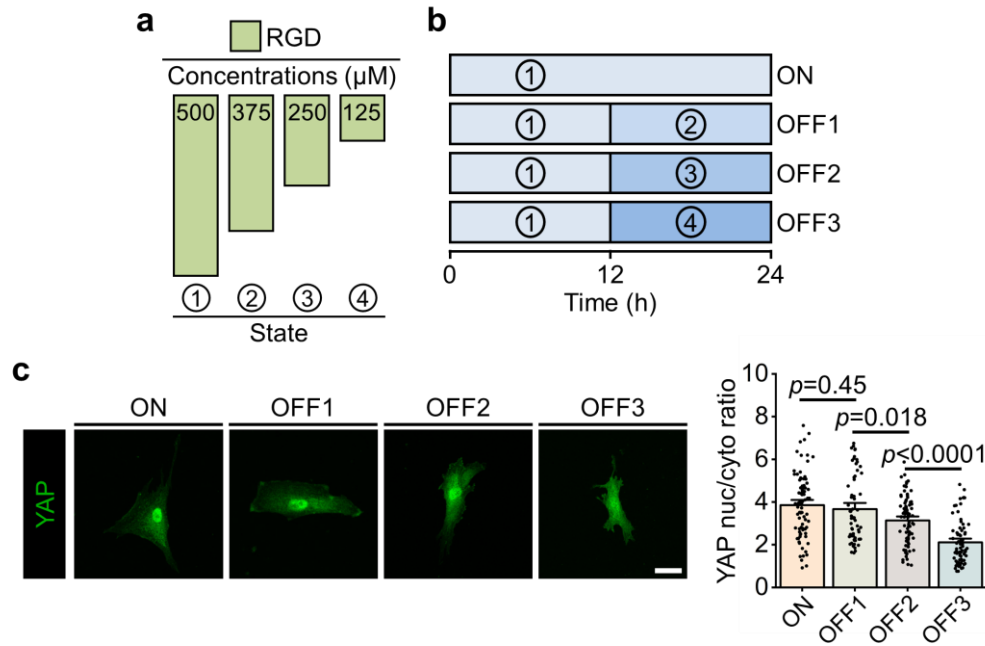 a
RGD
Concentrations (µM)
500 375 250 125
① ② ③ ④
State
b
① ON
① ② OFF1
① ③ OFF2
① ④ OFF3
0 12 24
Time (h)
c
ON OFF1 OFF2 OFF3
YAP
YAP nuc/cyto ratio
10
8
6
4
2
0
p=0.45
p=0.018
p<0.0001
ON OFF1 OFF2 OFF3